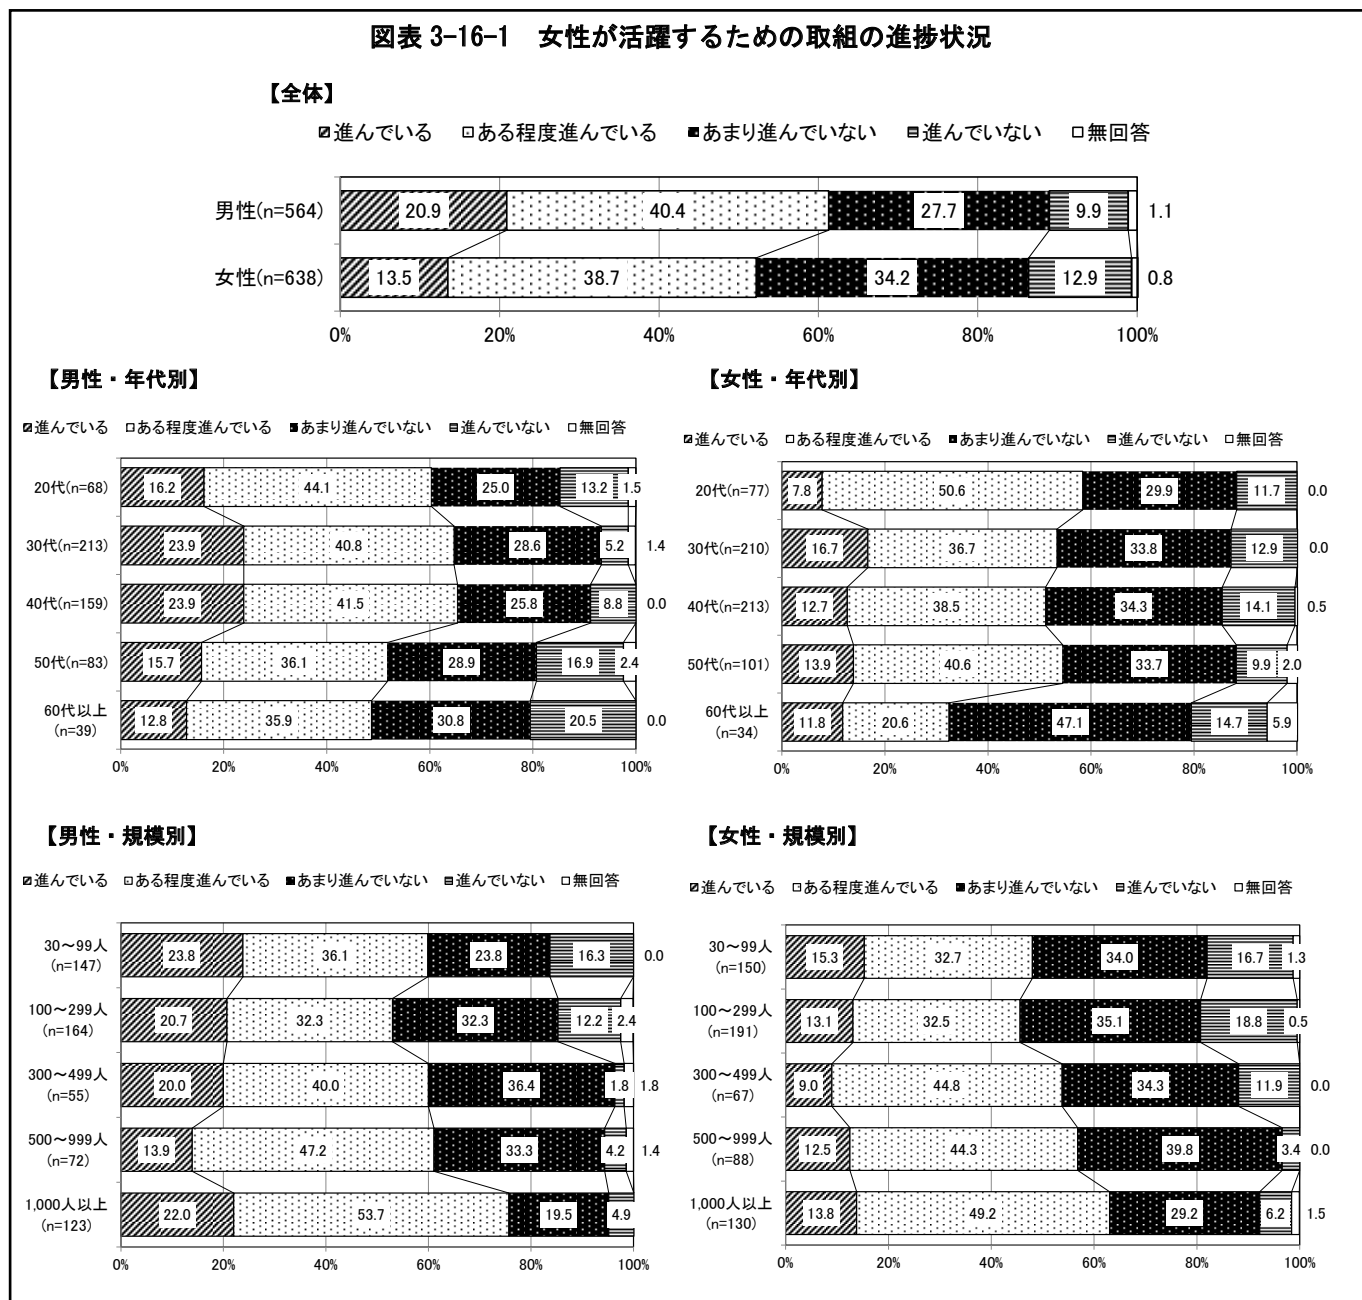 図表 3-16-1　女性が活躍するための取組の進捗状況
【全体】
進んでいる ある程度進んでいる あまり進んでいない 進んでいない 無回答
男性(n=564) 20.9 40.4 27.7 9.9 1.1
女性(n=638) 13.5 38.7 34.2 12.9 0.8
0% 20% 40% 60% 80% 100%
【男性・年代別】
進んでいる ある程度進んでいる あまり進んでいない 進んでいない 無回答
20代(n=68) 16.2 44.1 25.0 13.2 1.5
30代(n=213) 23.9 40.8 28.6 5.2 1.4
40代(n=159) 23.9 41.5 25.8 8.8 0.0
50代(n=83) 15.7 36.1 28.9 16.9 2.4
60代以上
(n=39) 12.8 35.9 30.8 20.5 0.0
0% 20% 40% 60% 80% 100%
【女性・年代別】
進んでいる ある程度進んでいる あまり進んでいない 進んでいない 無回答
20代(n=77) 7.8 50.6 29.9 11.7 0.0
30代(n=210) 16.7 36.7 33.8 12.9 0.0
40代(n=213) 12.7 38.5 34.3 14.1 0.5
50代(n=101) 13.9 40.6 33.7 9.9 2.0
60代以上
(n=34) 11.8 20.6 47.1 14.7 5.9
0% 20% 40% 60% 80% 100%
【男性・規模別】
進んでいる ある程度進んでいる あまり進んでいない 進んでいない 無回答
30～99人
(n=147) 23.8 36.1 23.8 16.3 0.0
100～299人
(n=164) 20.7 32.3 32.3 12.2 2.4
300～499人
(n=55) 20.0 40.0 36.4 1.8 1.8
500～999人
(n=72) 13.9 47.2 33.3 4.2 1.4
1,000人以上
(n=123) 22.0 53.7 19.5 4.9
0% 20% 40% 60% 80% 100%
【女性・規模別】
進んでいる ある程度進んでいる あまり進んでいない 進んでいない 無回答
30～99人
(n=150) 15.3 32.7 34.0 16.7 1.3
100～299人
(n=191) 13.1 32.5 35.1 18.8 0.5
300～499人
(n=67) 9.0 44.8 34.3 11.9 0.0
500～999人
(n=88) 12.5 44.3 39.8 3.4 0.0
1,000人以上
(n=130) 13.8 49.2 29.2 6.2 1.5
0% 20% 40% 60% 80% 100%